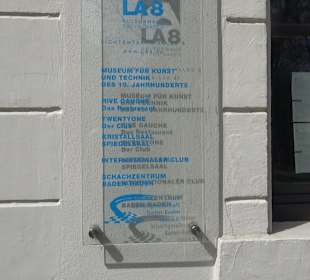 LA8
LICHTENTALER
MUSEUM FÜR KUNST
UND TECHNIK
DES 19. JAHRHUNDERTS
RIVE GAUCHE
Das Restaurant
TWENTYONE
Der Club
KRISTALLSAAL
SPIEGELSAAL
INTERNATIONALER CLUB
SCHACHZENTRUM
BADEN-BADEN